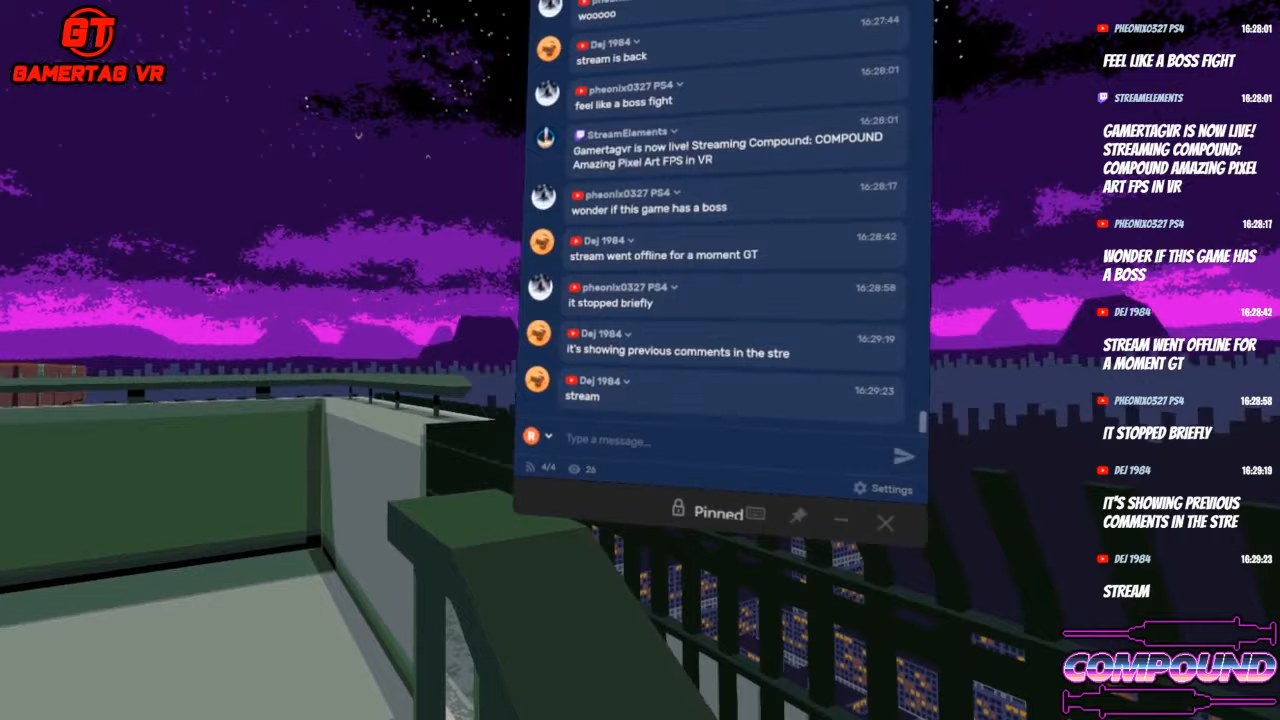 GT
GAMERTAG VR
wooooo
16:27:44
Dej 1984
stream is back
16:28:01
pheonix0327 PS4
feel like a boss fight
16:28:01
StreamElements
Gamertagvr is now live! Streaming Compound: COMPOUND
Amazing Pixel Art FPS in VR
16:28:17
pheonix0327 PS4
wonder if this game has a boss
16:28:42
Dej 1984
stream went offline for a moment GT
16:28:58
pheonix0327 PS4
it stopped briefly
16:29:19
Dej 1984
it's showing previous comments in the stre
16:29:23
Dej 1984
stream
R
Type a message...
4/4
26
Settings
Pinned
PHEONIX0327 PS4
16:28:01
FEEL LIKE A BOSS FIGHT
STREAMELEMENTS
16:28:01
GAMERTAGVR IS NOW LIVE!
STREAMING COMPOUND:
COMPOUND AMAZING PIXEL
ART FPS IN VR
PHEONIX0327 PS4
16:28:17
WONDER IF THIS GAME HAS
A BOSS
DEJ 1984
16:28:42
STREAM WENT OFFLINE FOR
A MOMENT GT
PHEONIX0327 PS4
16:28:58
IT STOPPED BRIEFLY
DEJ 1984
16:29:19
IT'S SHOWING PREVIOUS
COMMENTS IN THE STRE
DEJ 1984
16:29:23
STREAM
COMPOUND